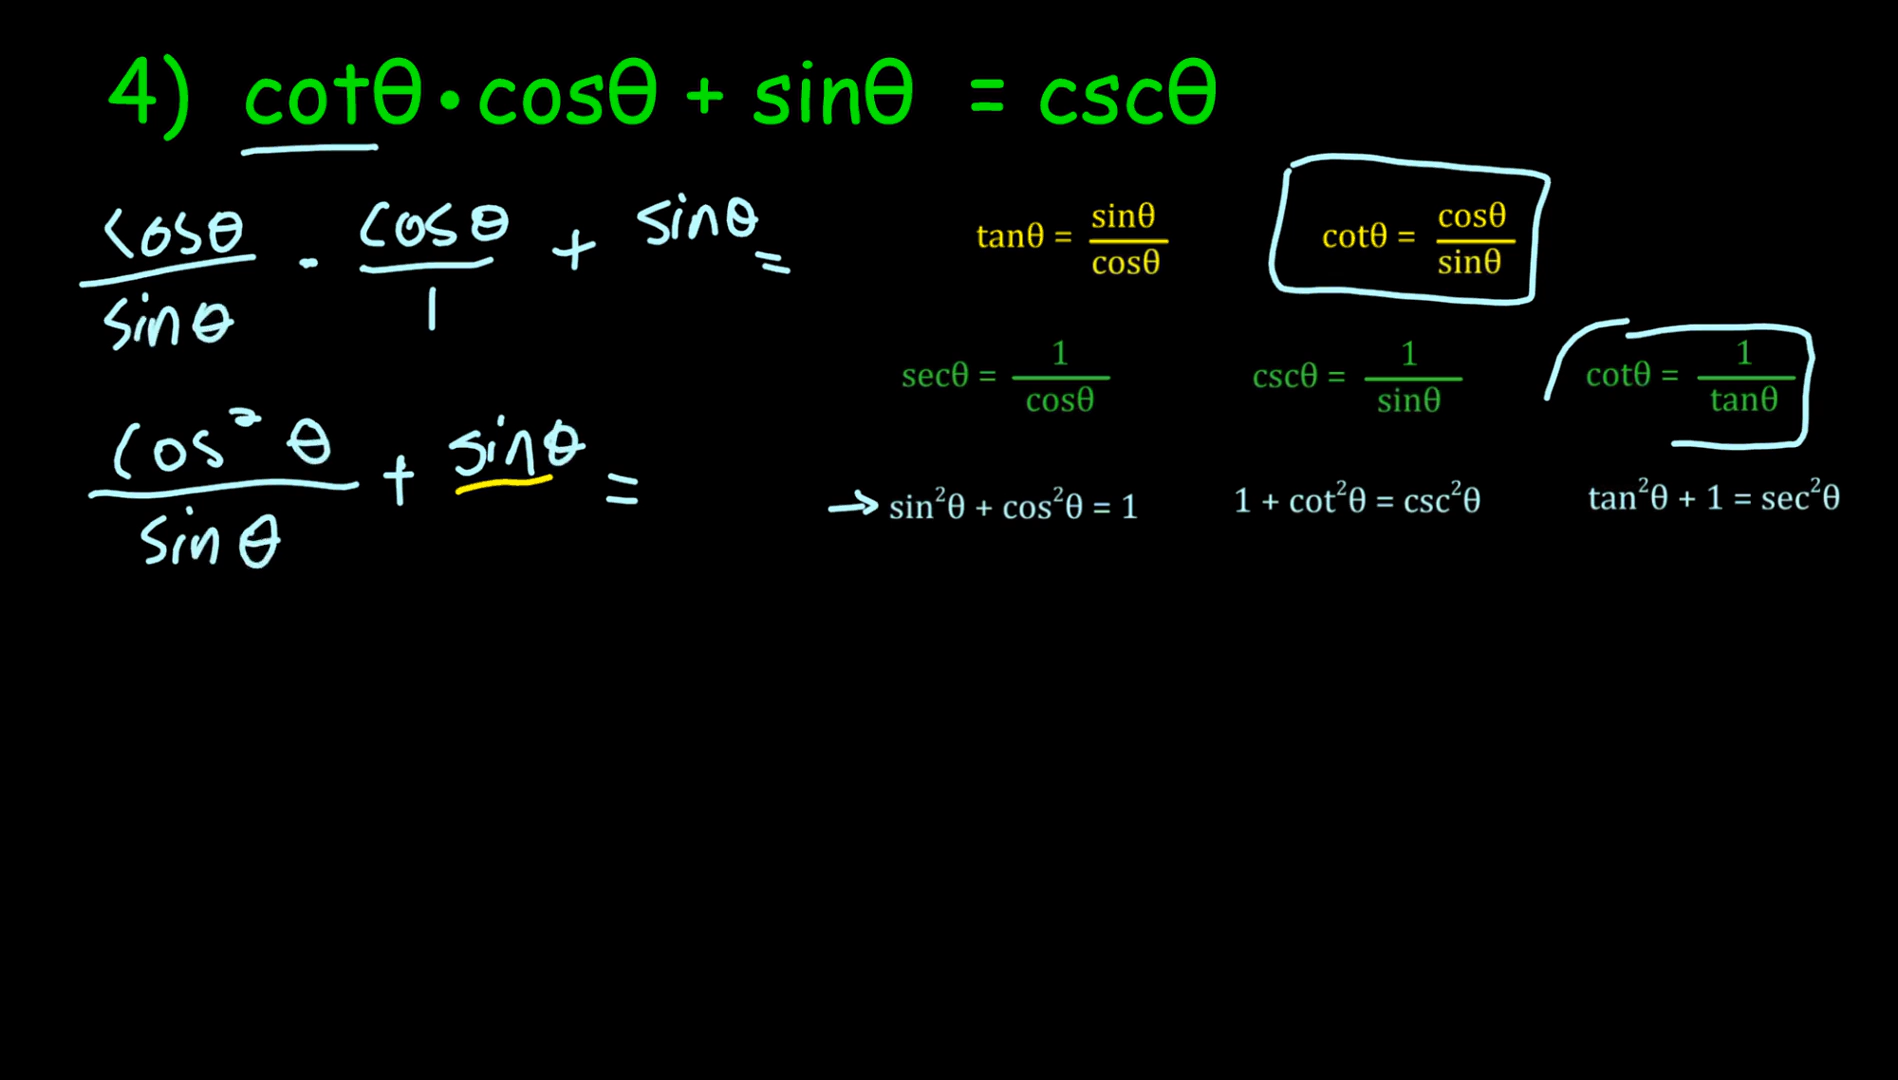 4) cotθ · cosθ + sinθ = cscθ
cosθ/sinθ · cosθ/1 + sinθ =
cos²θ/sinθ + sinθ =
tanθ = sinθ/cosθ
cotθ = cosθ/sinθ
secθ = 1/cosθ
cscθ = 1/sinθ
cotθ = 1/tanθ
→ sin²θ + cos²θ = 1
1 + cot²θ = csc²θ
tan²θ + 1 = sec²θ